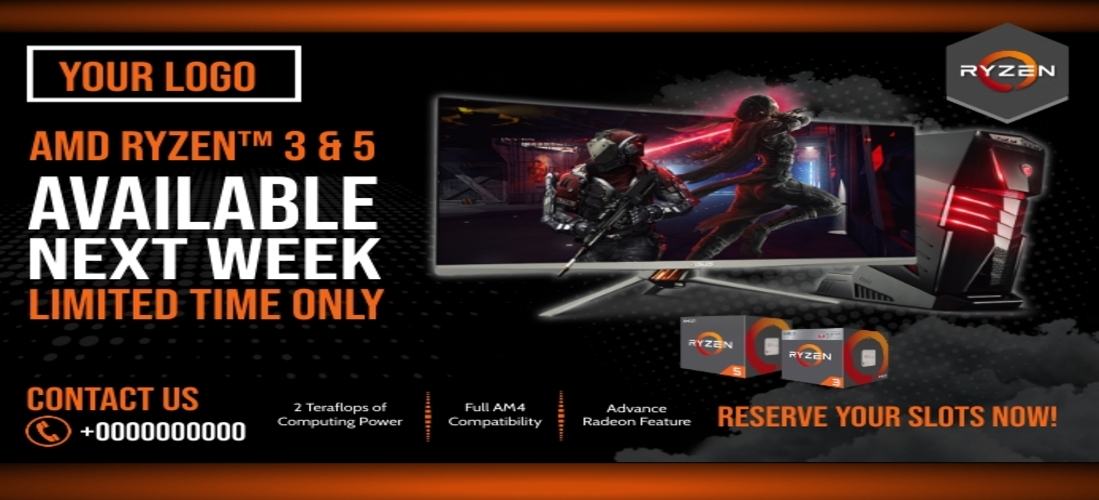 YOUR LOGO
RYZEN
AMD RYZEN™ 3 & 5
AVAILABLE
NEXT WEEK
LIMITED TIME ONLY
RYZEN
5
RYZEN
3
CONTACT US
+0000000000
2 Teraflops of
Computing Power
Full AM4
Compatibility
Advance
Radeon Feature
RESERVE YOUR SLOTS NOW!